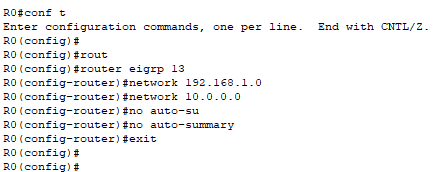 R0#conf t
Enter configuration commands, one per line.  End with CNTL/Z.
R0(config)#
R0(config)#rout
R0(config)#router eigrp 13
R0(config-router)#network 192.168.1.0
R0(config-router)#network 10.0.0.0
R0(config-router)#no auto-su
R0(config-router)#no auto-summary
R0(config-router)#exit
R0(config)#
R0(config)#